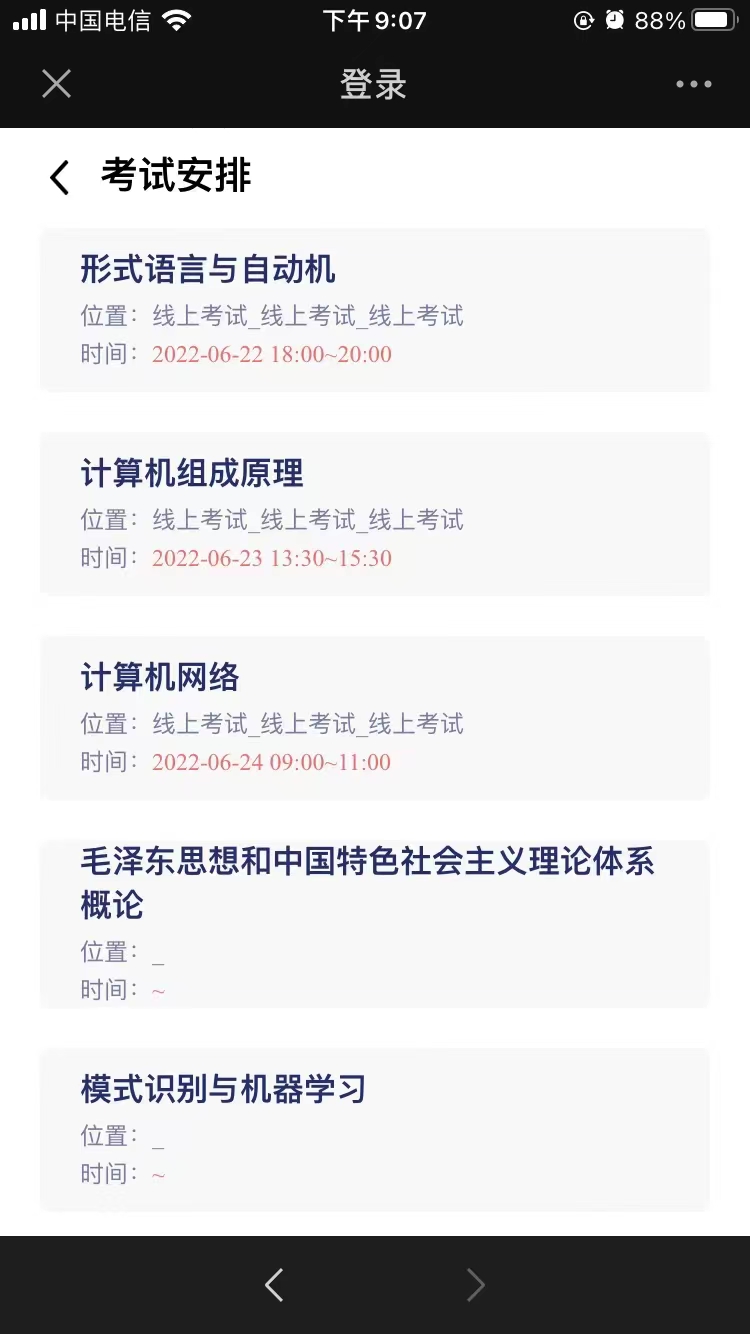 中国电信 下午9:07 88%
登录
考试安排
形式语言与自动机
位置：线上考试_线上考试_线上考试
时间：2022-06-22 18:00~20:00
计算机组成原理
位置：线上考试_线上考试_线上考试
时间：2022-06-23 13:30~15:30
计算机网络
位置：线上考试_线上考试_线上考试
时间：2022-06-24 09:00~11:00
毛泽东思想和中国特色社会主义理论体系
概论
位置：_
时间：~
模式识别与机器学习
位置：_
时间：~